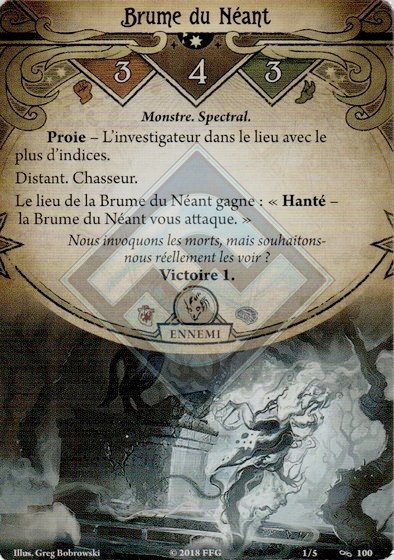 Brume du Néant
3 4 3
Monstre. Spectral.
Proie – L’investigateur dans le lieu avec le
plus d’indices.
Distant. Chasseur.
Le lieu de la Brume du Néant gagne : « Hanté –
la Brume du Néant vous attaque. »
Nous invoquons les morts, mais souhaitons-
nous réellement les voir ?
Victoire 1.
ENNEMI
Illus. Greg Bobrowski © 2018 FFG 1/5 100